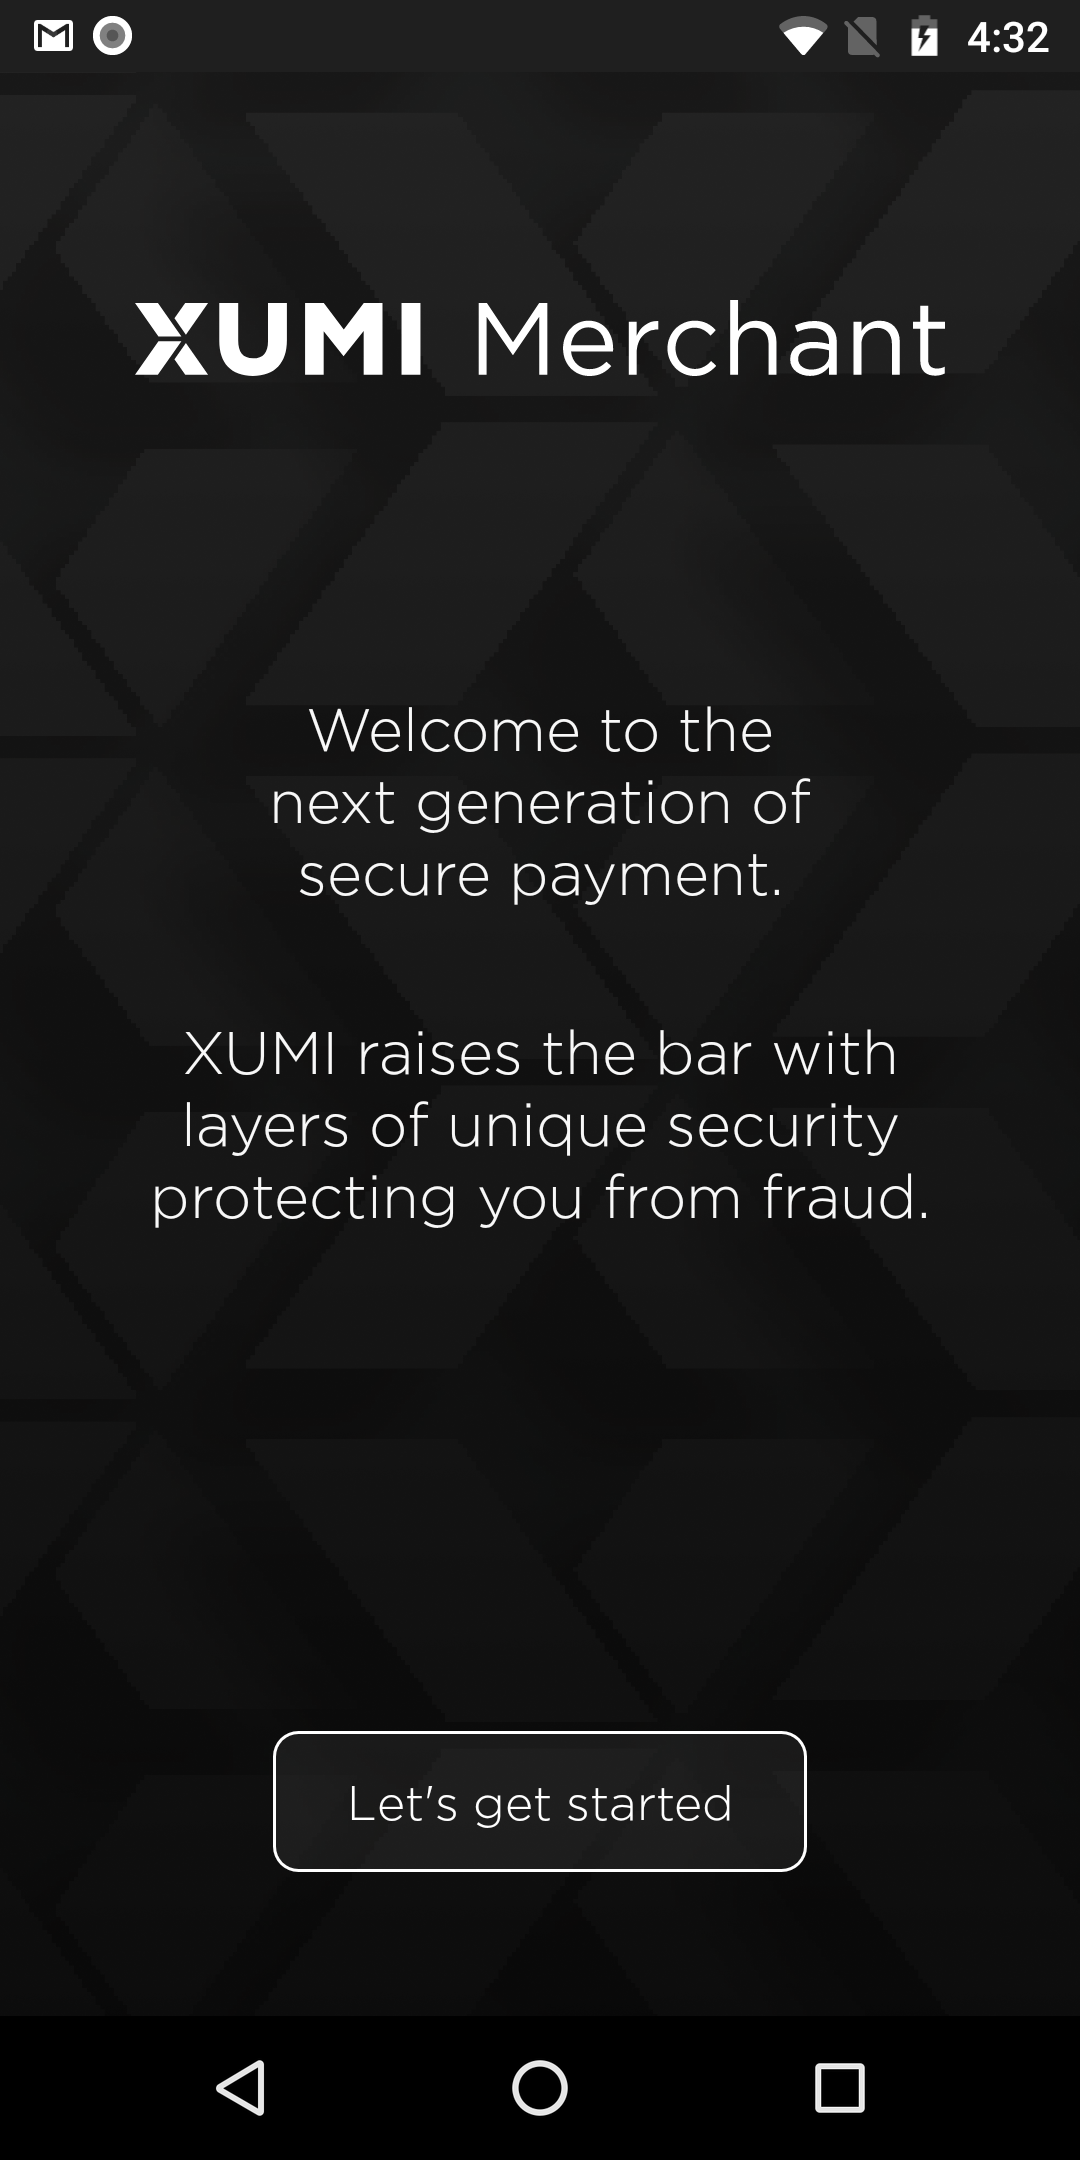 4:32
XUMI Merchant
Welcome to the
next generation of
secure payment.
XUMI raises the bar with
layers of unique security
protecting you from fraud.
Let's get started